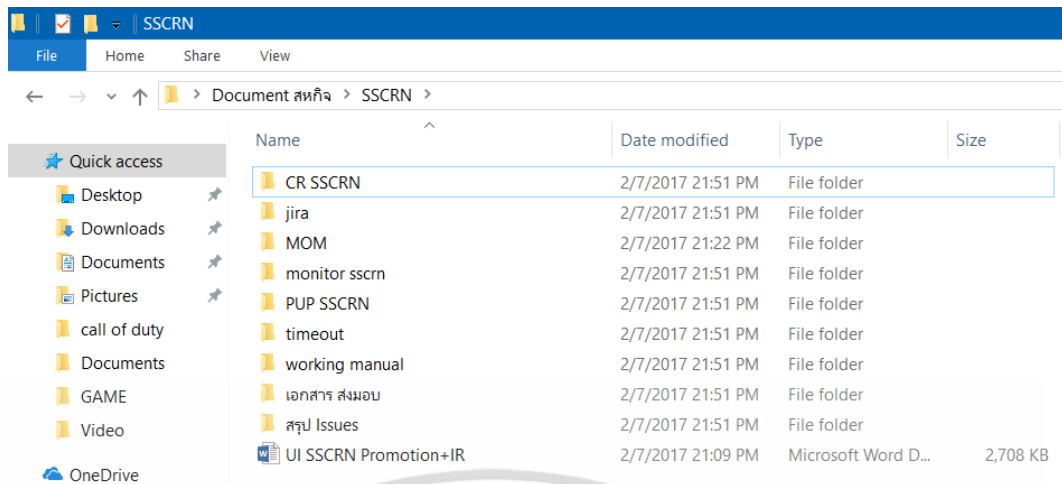 SSCRN
File Home Share View
Document สหกิจ > SSCRN >
Name Date modified Type Size
Quick access
Desktop
Downloads
Documents
Pictures
call of duty
Documents
GAME
Video
OneDrive
CR SSCRN 2/7/2017 21:51 PM File folder
jira 2/7/2017 21:51 PM File folder
MOM 2/7/2017 21:22 PM File folder
monitor sscrn 2/7/2017 21:51 PM File folder
PUP SSCRN 2/7/2017 21:51 PM File folder
timeout 2/7/2017 21:51 PM File folder
working manual 2/7/2017 21:51 PM File folder
เอกสาร ส่งมอบ 2/7/2017 21:51 PM File folder
สรุป Issues 2/7/2017 21:51 PM File folder
UI SSCRN Promotion+IR 2/7/2017 21:09 PM Microsoft Word D... 2,708 KB